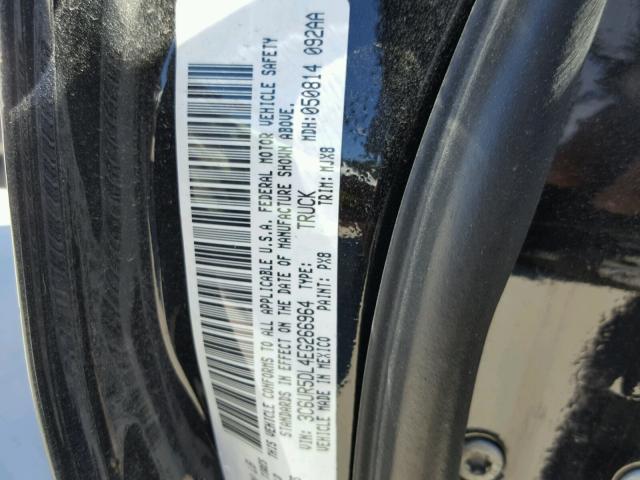 THIS VEHICLE CONFORMS TO ALL APPLICABLE U.S.A. FEDERAL MOTOR VEHICLE SAFETY
STANDARDS IN EFFECT ON THE DATE OF MANUFACTURE SHOWN ABOVE.
VIN: 3C6UR5DL4EG266964 TYPE: TRUCK MDH: 050814 092AA
VEHICLE MADE IN MEXICO PAINT: PX8 TRIM: MJX8